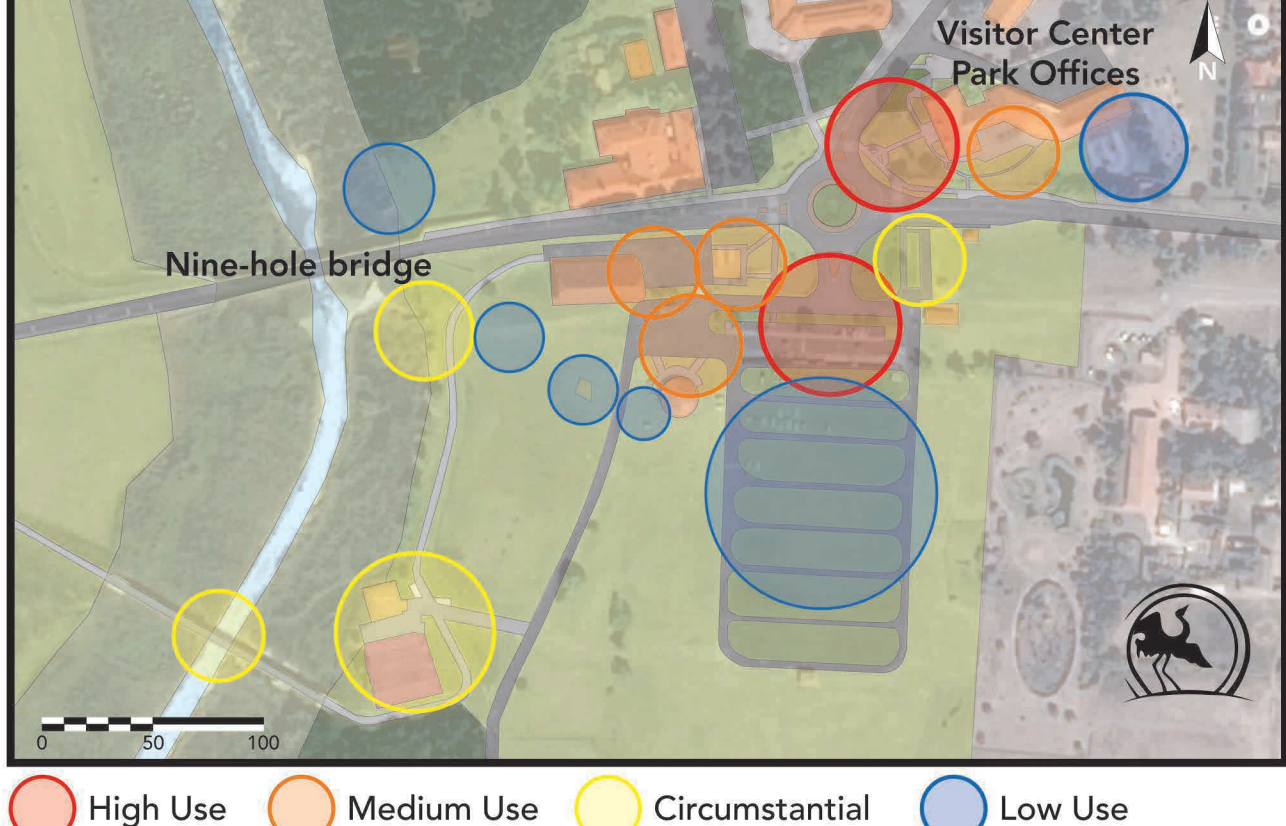 Visitor Center
Park Offices
N
Nine-hole bridge
0 50 100
High Use Medium Use Circumstantial Low Use